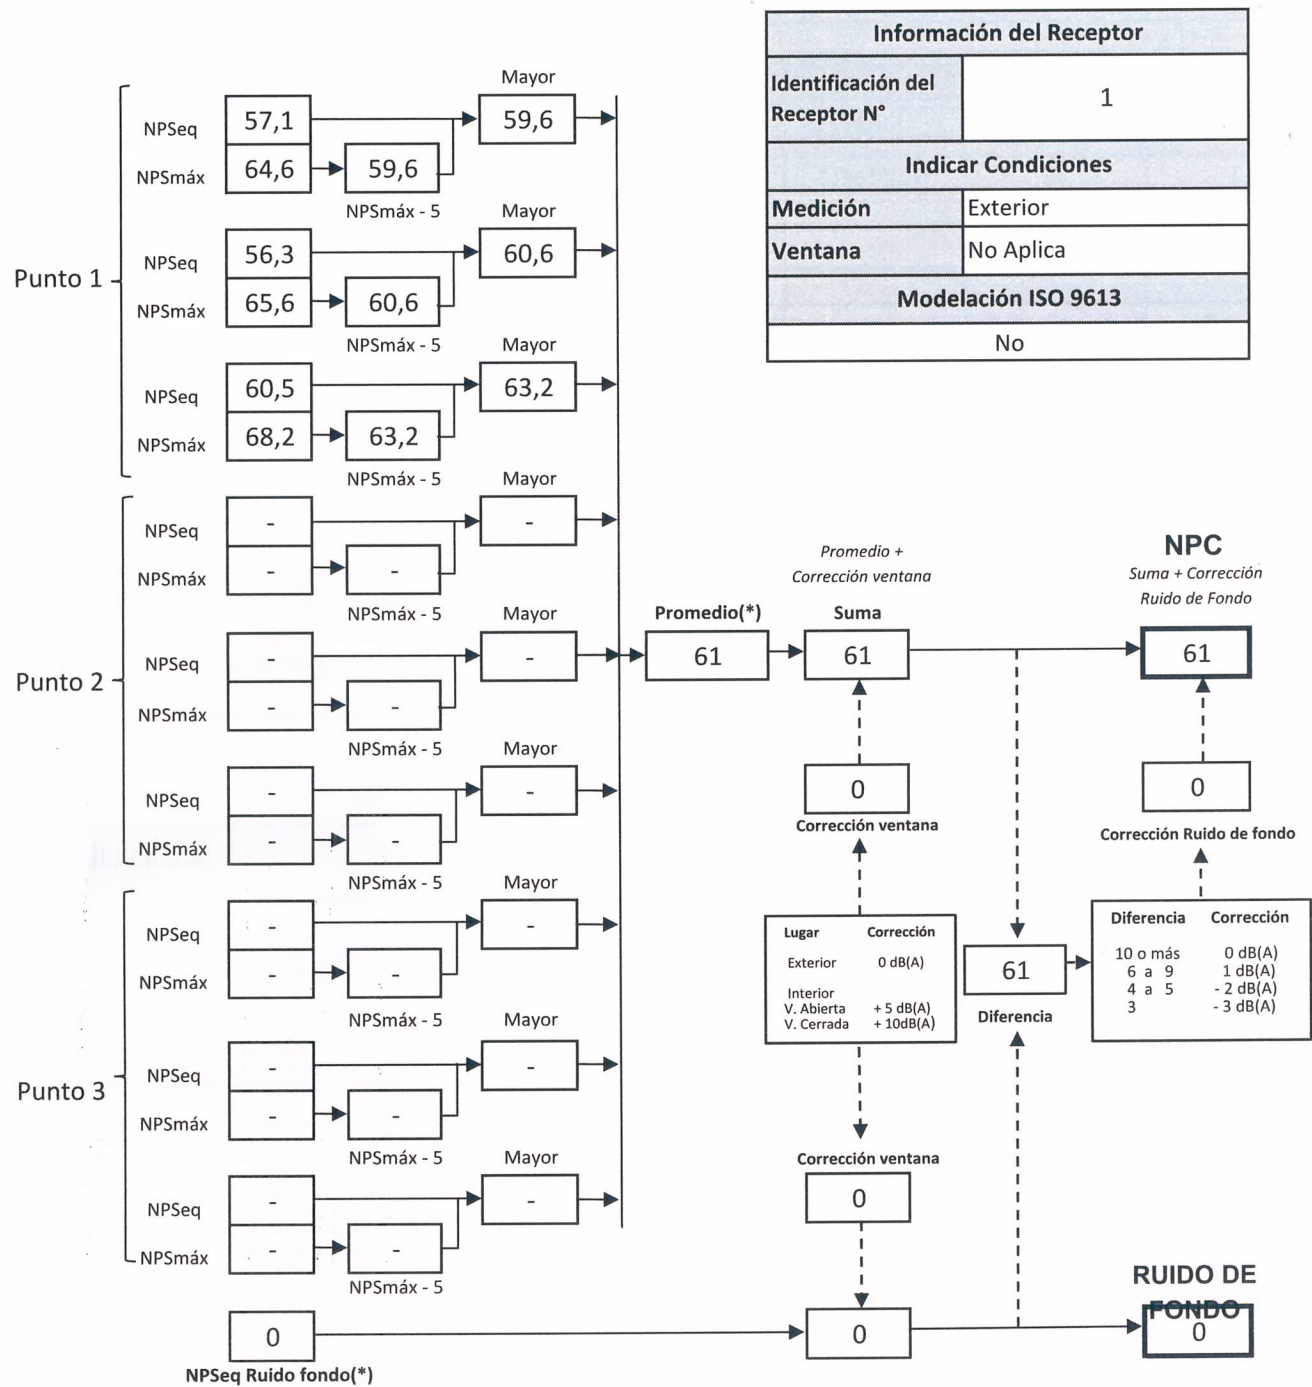 Información del Receptor
Identificación del
Receptor N°
1
Indicar Condiciones
Medición Exterior
Ventana No Aplica
Modelación ISO 9613
No
Punto 1
Mayor
NPSeq 57,1 59,6
NPSmáx 64,6 59,6
NPSmáx - 5
Mayor
NPSeq 56,3 60,6
NPSmáx 65,6 60,6
NPSmáx - 5
Mayor
NPSeq 60,5 63,2
NPSmáx 68,2 63,2
NPSmáx - 5
Punto 2
Mayor
NPSeq - -
NPSmáx - -
NPSmáx - 5
Mayor
NPSeq - -
NPSmáx - -
NPSmáx - 5
Mayor
NPSeq - -
NPSmáx - -
NPSmáx - 5
Punto 3
Mayor
NPSeq - -
NPSmáx - -
NPSmáx - 5
Mayor
NPSeq - -
NPSmáx - -
NPSmáx - 5
Mayor
NPSeq - -
NPSmáx - -
NPSmáx - 5
Promedio(*)
61
Promedio +
Corrección ventana
Suma
61
0
Corrección ventana
Lugar Corrección
Exterior 0 dB(A)
Interior
V. Abierta + 5 dB(A)
V. Cerrada + 10dB(A)
Corrección ventana
0
NPC
Suma + Corrección
Ruido de Fondo
61
0
Corrección Ruido de fondo
Diferencia Corrección
10 o más 0 dB(A)
6 a 9 1 dB(A)
4 a 5 - 2 dB(A)
3 - 3 dB(A)
61
Diferencia
0
NPSeq Ruido fondo(*)
0
RUIDO DE
FONDO
0